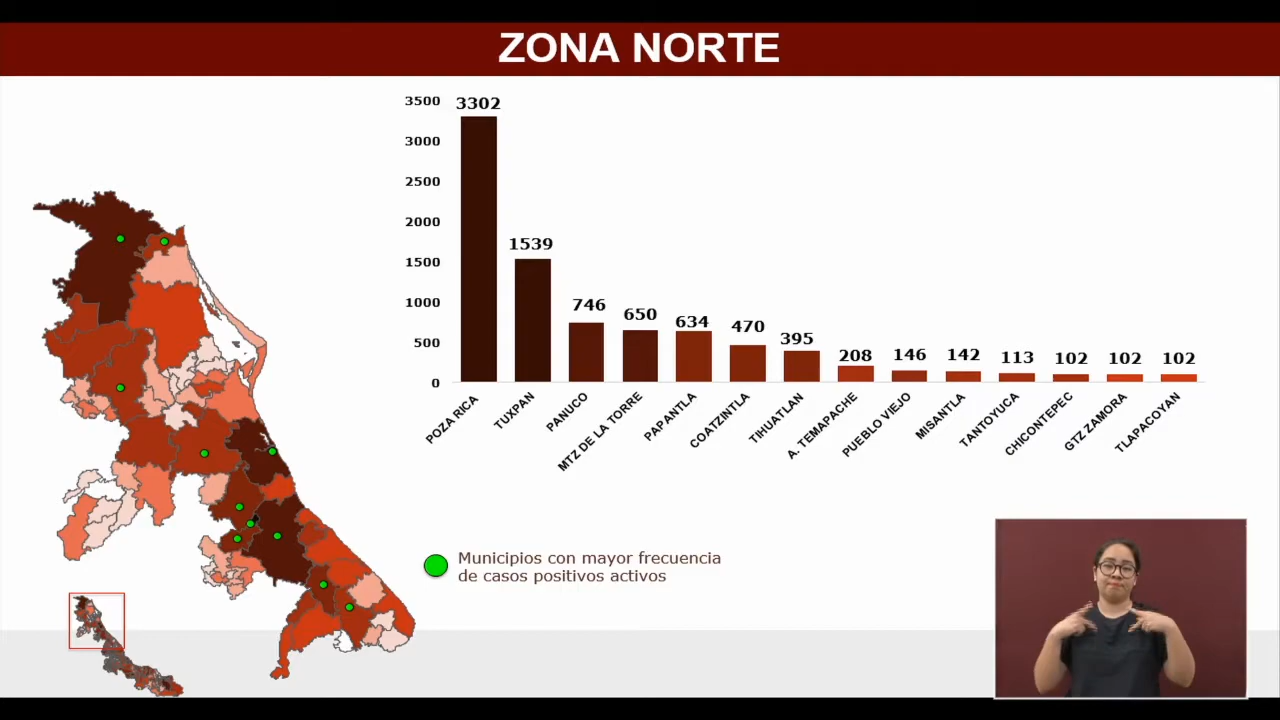 ZONA NORTE
3500
3000
2500
2000
1500
1000
500
0
3302
1539
746
650
634
470
395
208
146
142
113
102
102
102
POZA RICA
TUXPAN
PANUCO
MTZ DE LA TORRE
PAPANTLA
COATZINTLA
TIHUATLAN
A. TEMAPACHE
PUEBLO VIEJO
MISANTLA
TANTOYUCA
CHICONTEPEC
GTZ ZAMORA
TLAPACOYAN
Municipios con mayor frecuencia
de casos positivos activos